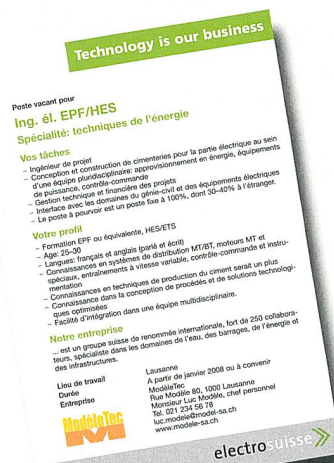 Technology is our business
Poste vacant pour
Ing. él. EPF/HES
Spécialité: techniques de l'énergie
Vos tâches
– Ingénieur de projet
– Conception et construction de cimenteries pour la partie électrique au sein
d'une équipe pluridisciplinaire: approvisionnement en énergie, équipements
de puissance, contrôle-commande
– Gestion technique et financière des projets
– Interface avec les domaines du génie-civil et des équipements électriques
– Le poste à pourvoir est un poste fixe à 100%, dont 30–40% à l'étranger.
Votre profil
– Formation EPF ou équivalente, HES/ETS
– Age: 25–30
– Langues: français et anglais (parlé et écrit)
– Connaissances en systèmes de distribution MT/BT, moteurs MT et
spéciaux, entraînements à vitesse variable, contrôle-commande et instru-
mentation
– Connaissances en techniques de production du ciment serait un plus
– Connaissance dans la conception de procédés et de solutions technologi-
ques optimisées
– Facilité d'intégration dans une équipe multidisciplinaire.
Notre entreprise
... est un groupe suisse de renommée internationale, fort de 250 collabora-
teurs, spécialiste dans les domaines de l'eau, des barrages, de l'énergie et
des infrastructures.
Lieu de travail Lausanne
Durée A partir de janvier 2008 ou à convenir
Entreprise ModèleTec
Rue Modèle 80, 1000 Lausanne
Monsieur Luc Modèle, chef personnel
Tel. 021 234 56 78
luc.modele@model-sa.ch
www.modele-sa.ch
ModèloTec
electrosuisse